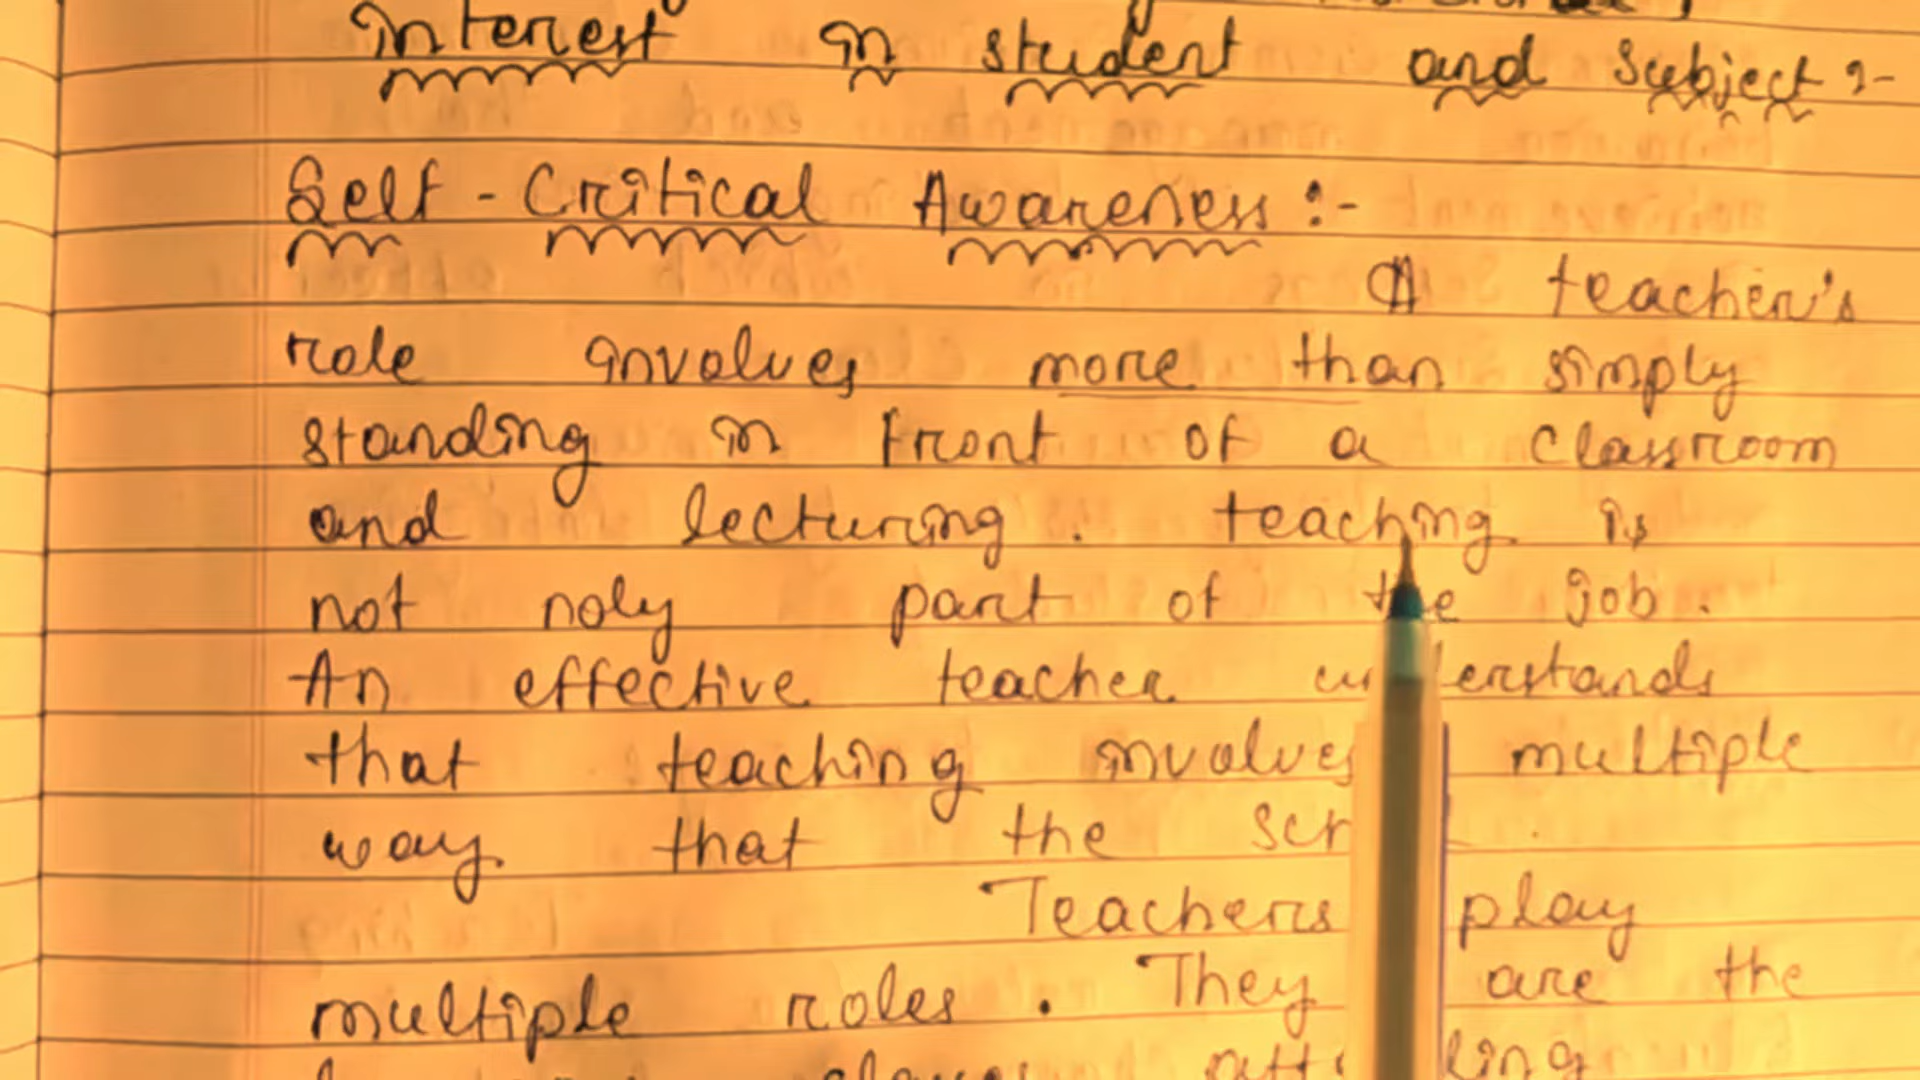 Interest in student and Subject :-
Self - Critical Awareness :-
A teacher's
role involves more than simply
standing in front of a classroom
and lecturing . teaching is
not noly part of the job .
An effective teacher understands
that teaching involves multiple
way that the
Teachers play
multiple roles . They are the